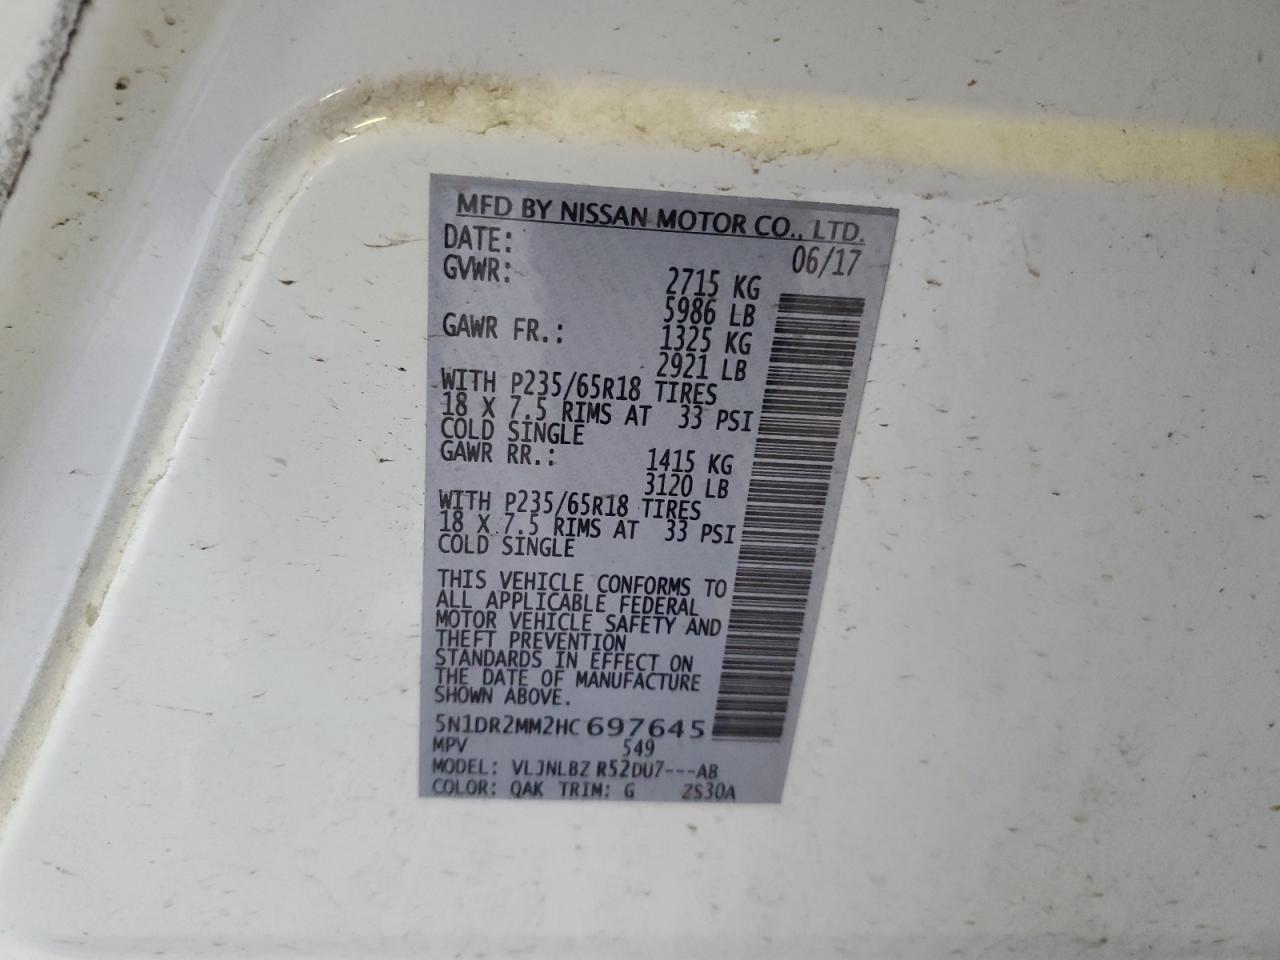 MFD BY NISSAN MOTOR CO., LTD.
DATE: 06/17
GVWR: 2715 KG
5986 LB
GAWR FR.: 1325 KG
2921 LB
WITH P235/65R18 TIRES
18 X 7.5 RIMS AT 33 PSI
COLD SINGLE
GAWR RR.: 1415 KG
3120 LB
WITH P235/65R18 TIRES
18 X 7.5 RIMS AT 33 PSI
COLD SINGLE
THIS VEHICLE CONFORMS TO
ALL APPLICABLE FEDERAL
MOTOR VEHICLE SAFETY AND
THEFT PREVENTION
STANDARDS IN EFFECT ON
THE DATE OF MANUFACTURE
SHOWN ABOVE.
5N1DR2MM2HC697645
MPV 549
MODEL: VLJNLBZ R52DU7---AB
COLOR: QAK TRIM: G ZS30A